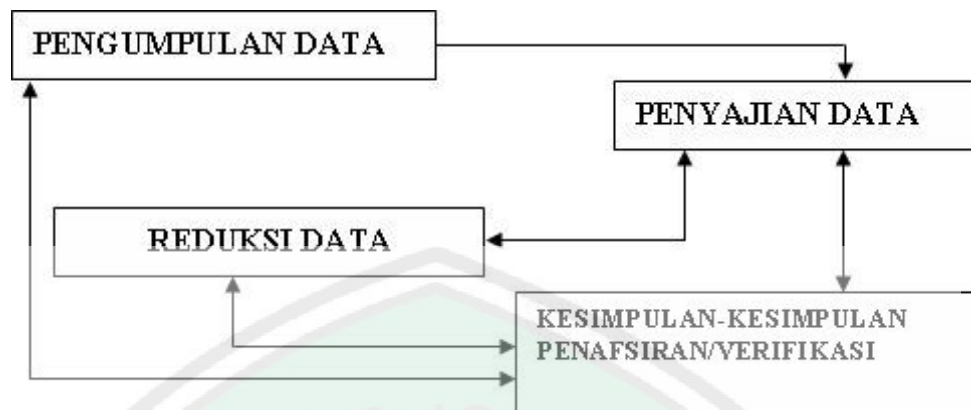 PENGUMPULAN DATA
PENYAJIAN DATA
REDUKSI DATA
KESIMPULAN-KESIMPULAN
PENAFSIRAN/VERIFIKASI